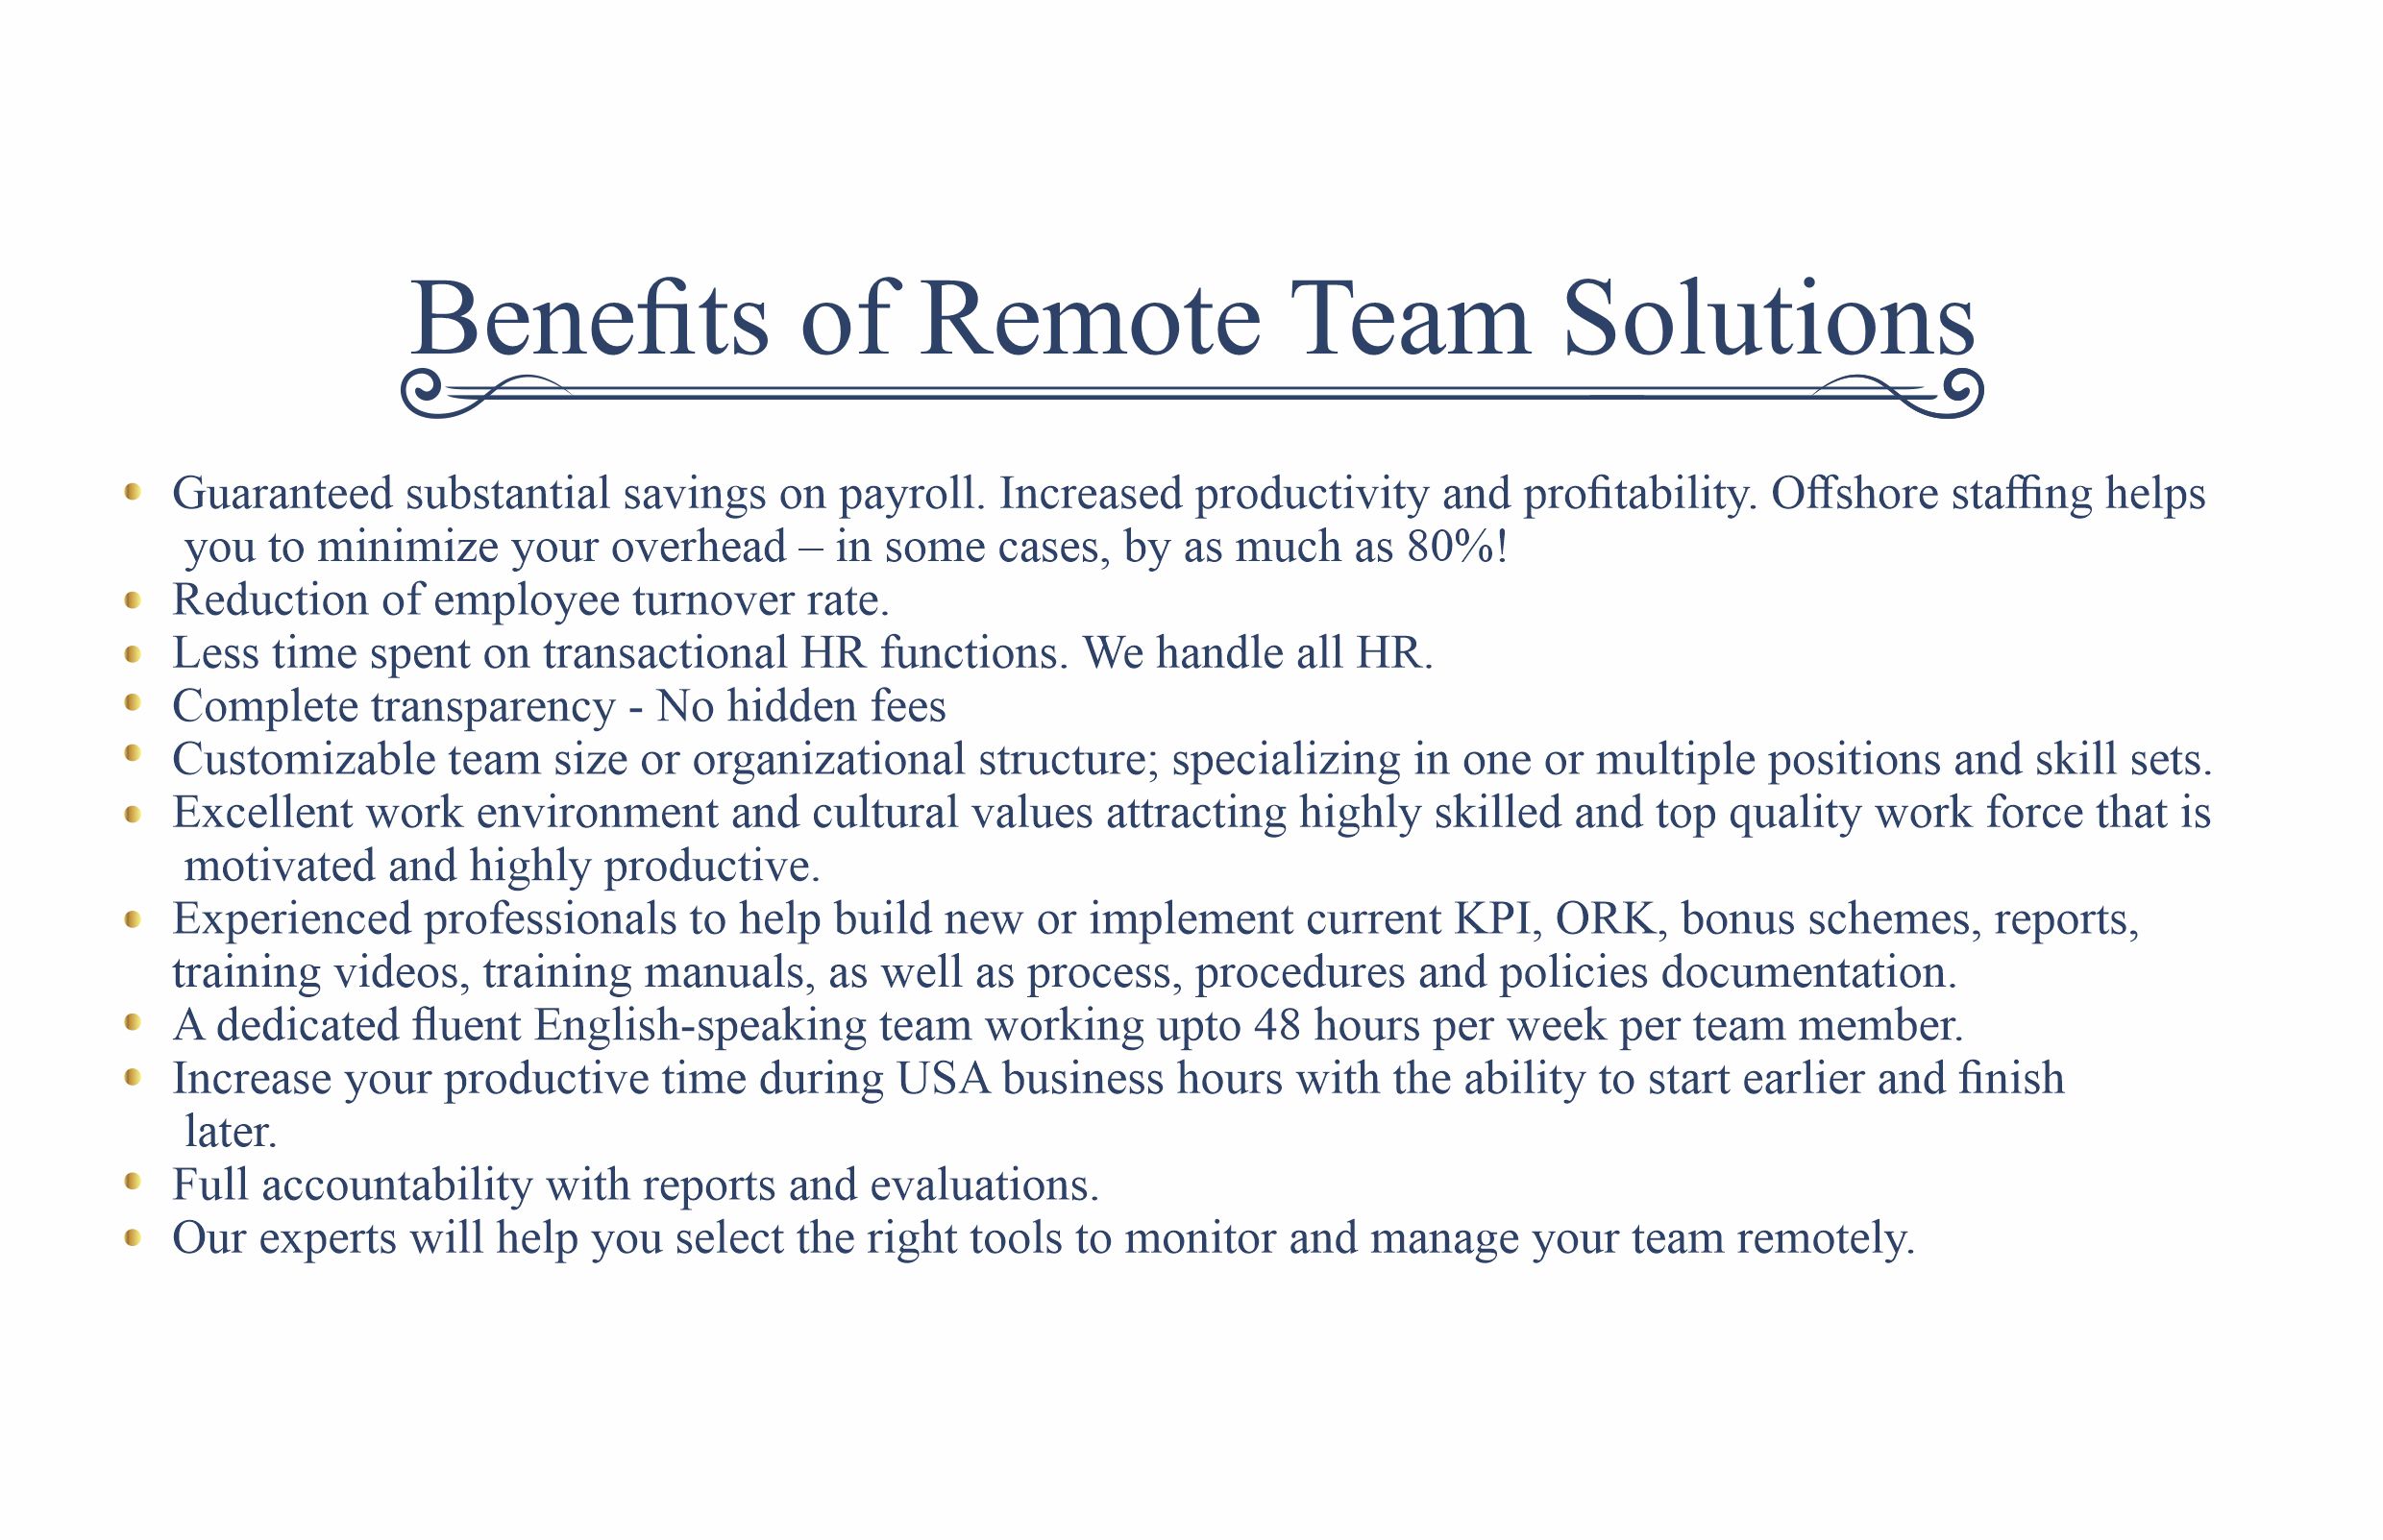 Benefits of Remote Team Solutions
• Guaranteed substantial savings on payroll. Increased productivity and profitability. Offshore staffing helps
you to minimize your overhead – in some cases, by as much as 80%!
• Reduction of employee turnover rate.
• Less time spent on transactional HR functions. We handle all HR.
• Complete transparency - No hidden fees
• Customizable team size or organizational structure; specializing in one or multiple positions and skill sets.
• Excellent work environment and cultural values attracting highly skilled and top quality work force that is
motivated and highly productive.
• Experienced professionals to help build new or implement current KPI, ORK, bonus schemes, reports,
training videos, training manuals, as well as process, procedures and policies documentation.
• A dedicated fluent English-speaking team working upto 48 hours per week per team member.
• Increase your productive time during USA business hours with the ability to start earlier and finish
later.
• Full accountability with reports and evaluations.
• Our experts will help you select the right tools to monitor and manage your team remotely.